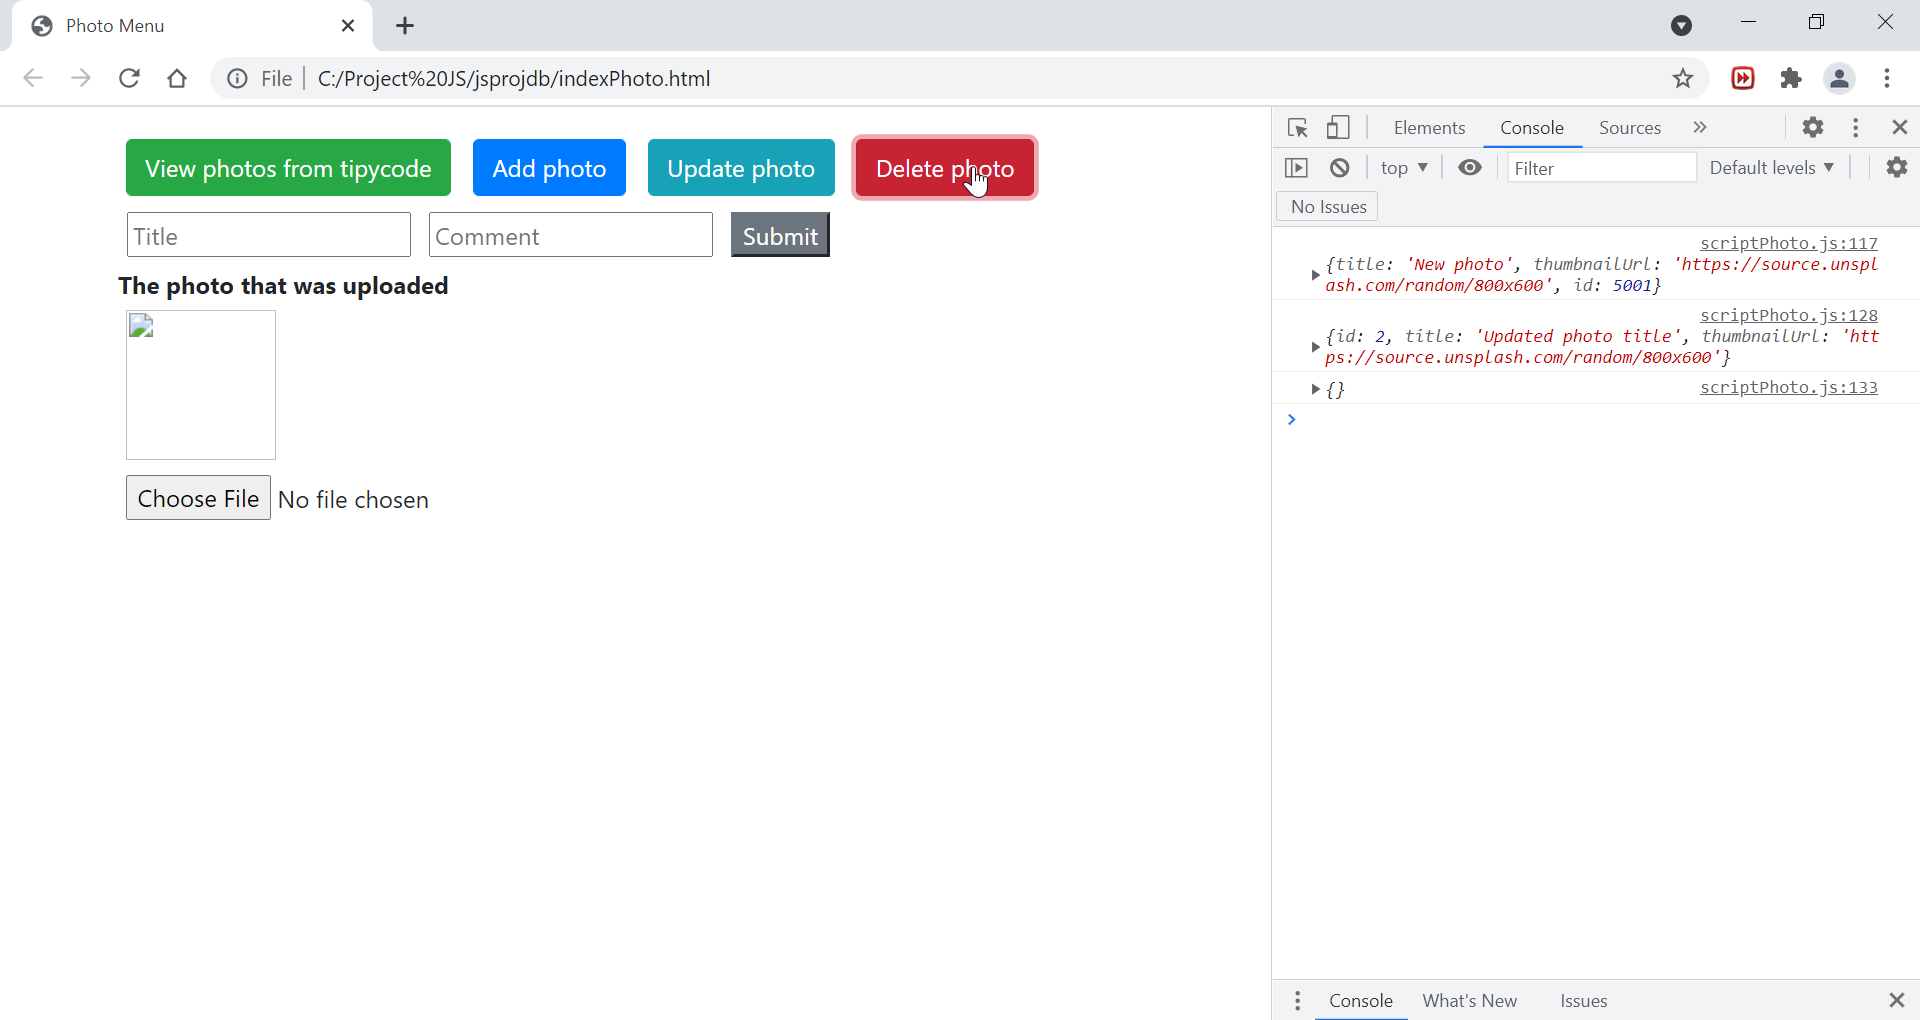 Photo Menu
File C:/Project%20JS/jsprojdb/indexPhoto.html
View photos from tipycode Add photo Update photo Delete photo
Title Comment Submit
The photo that was uploaded
Choose File No file chosen
Elements Console Sources »
top ▼ Filter Default levels ▼
No Issues
scriptPhoto.js:117
{title: 'New photo', thumbnailUrl: 'https://source.unspl
ash.com/random/800x600', id: 5001}
scriptPhoto.js:128
{id: 2, title: 'Updated photo title', thumbnailUrl: 'htt
ps://source.unsplash.com/random/800x600'}
{} scriptPhoto.js:133
Console What's New Issues